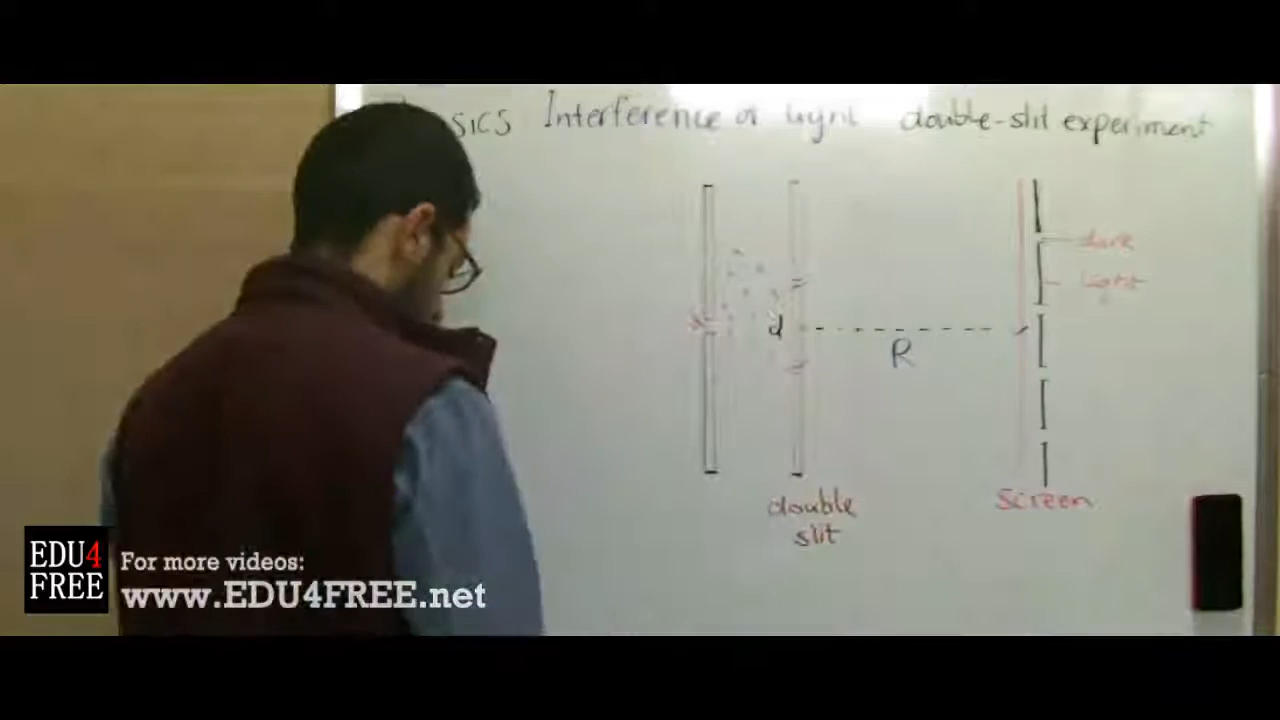 SICS Interference of light double-slit experiment
dark
light
d
R
double
slit
screen
EDU4
FREE
For more videos:
www.EDU4FREE.net